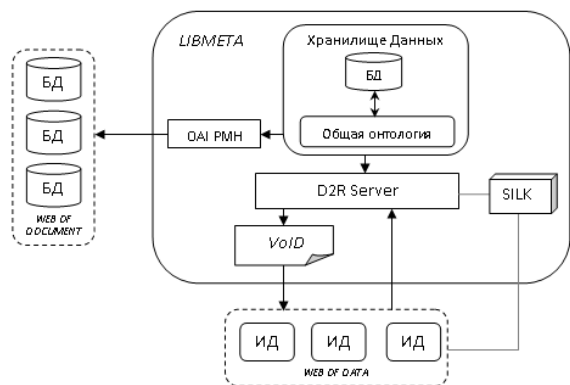 LIBMETA
Хранилище Данных
БД
Общая онтология
БД
БД
БД
WEB OF
DOCUMENT
OAI PMH
D2R Server
SILK
VoID
ИД
ИД
ИД
WEB OF DATA